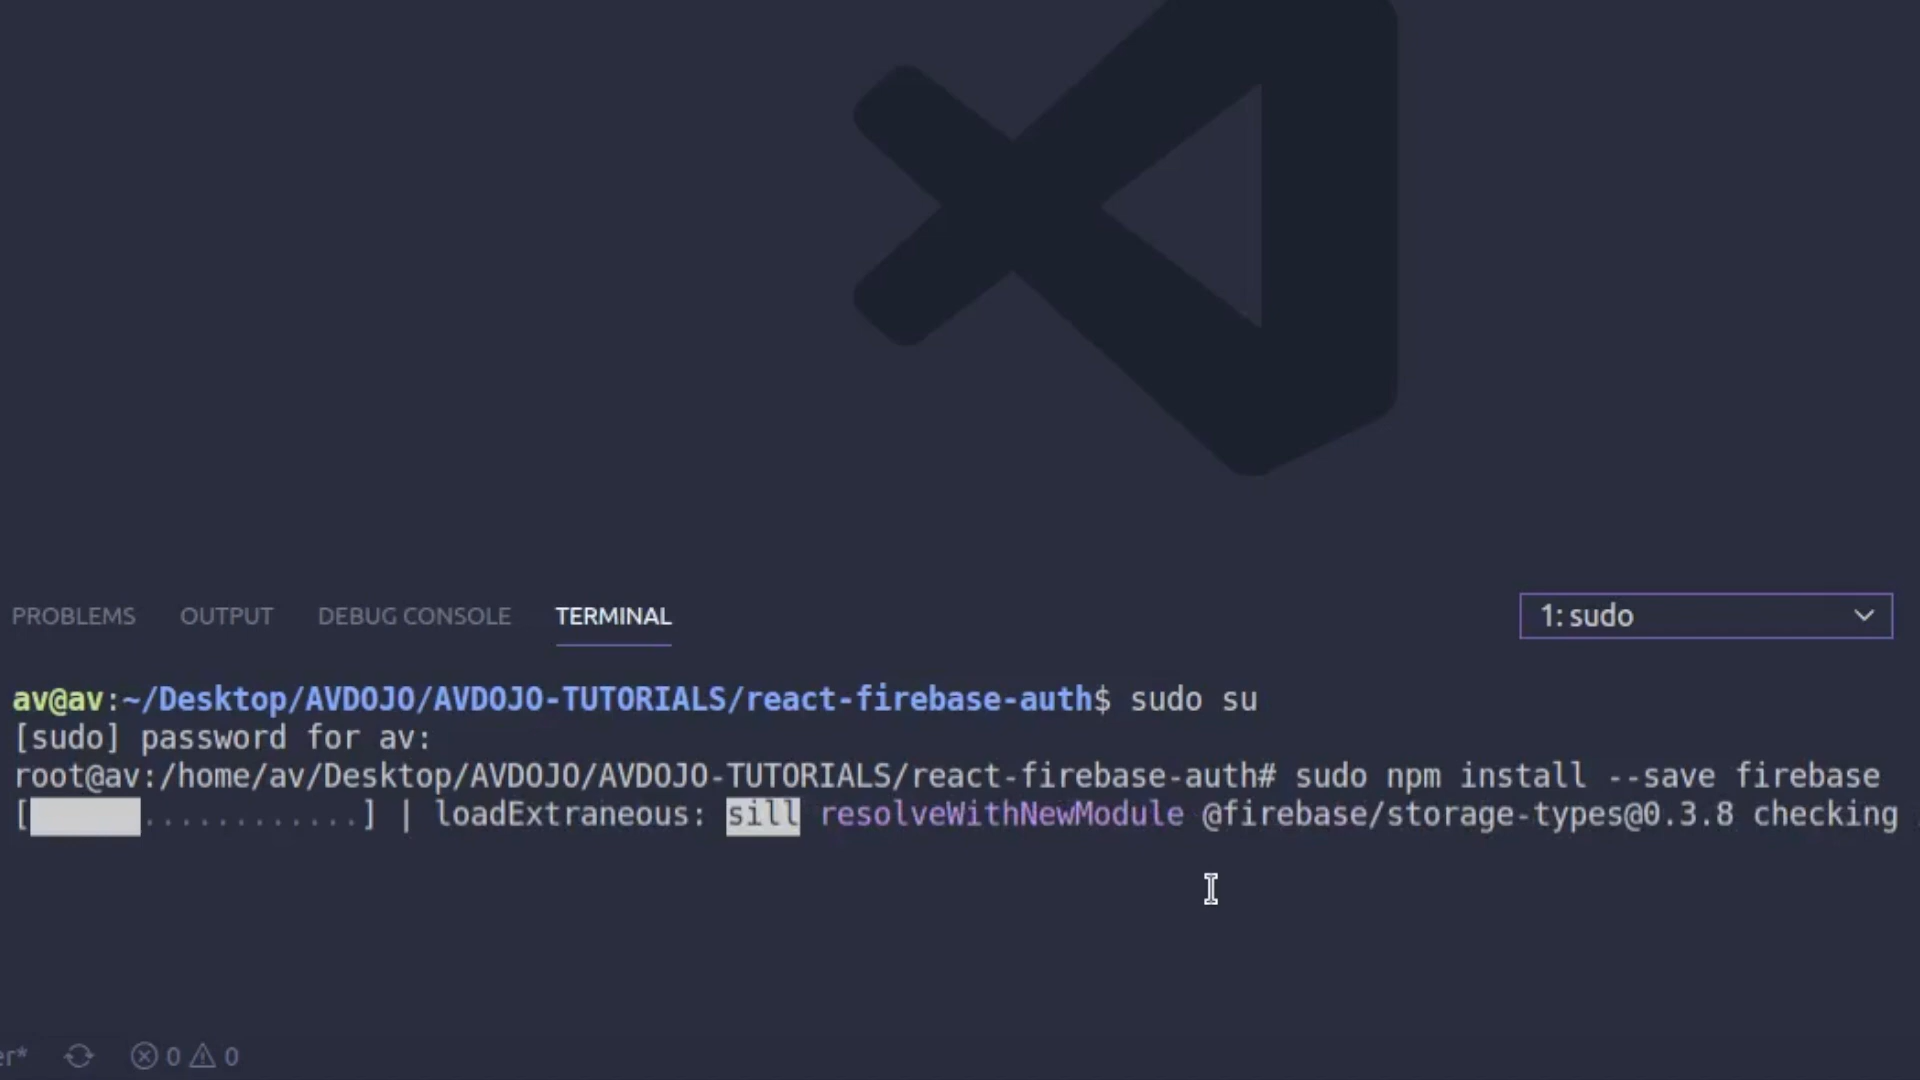 PROBLEMS OUTPUT DEBUG CONSOLE TERMINAL 1: sudo
av@av:~/Desktop/AVDOJO/AVDOJO-TUTORIALS/react-firebase-auth$ sudo su
[sudo] password for av:
root@av:/home/av/Desktop/AVDOJO/AVDOJO-TUTORIALS/react-firebase-auth# sudo npm install --save firebase
[ ............] | loadExtraneous: sill resolveWithNewModule @firebase/storage-types@0.3.8 checking
er* 0 0